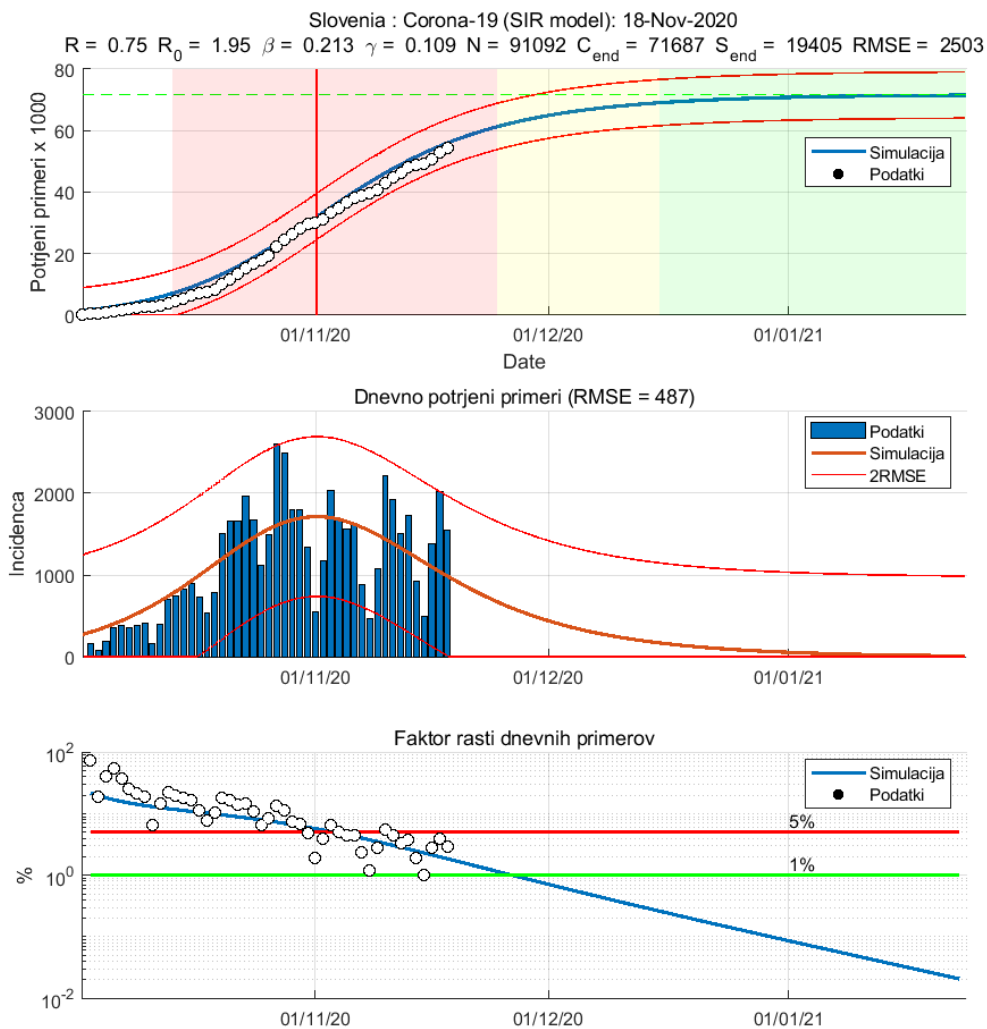 Slovenia : Corona-19 (SIR model): 18-Nov-2020
R = 0.75 R0 = 1.95 β = 0.213 γ = 0.109 N = 91092 Cend = 71687 Send = 19405 RMSE = 2503
Potrjeni primeri x 1000
80
60
40
20
0
Simulacija
Podatki
01/11/20 01/12/20 01/01/21
Date
Dnevno potrjeni primeri (RMSE = 487)
Incidenca
3000
2000
1000
0
Podatki
Simulacija
2RMSE
01/11/20 01/12/20 01/01/21
Faktor rasti dnevnih primerov
%
10^2
10^0
10^-2
Simulacija
Podatki
5%
1%
01/11/20 01/12/20 01/01/21